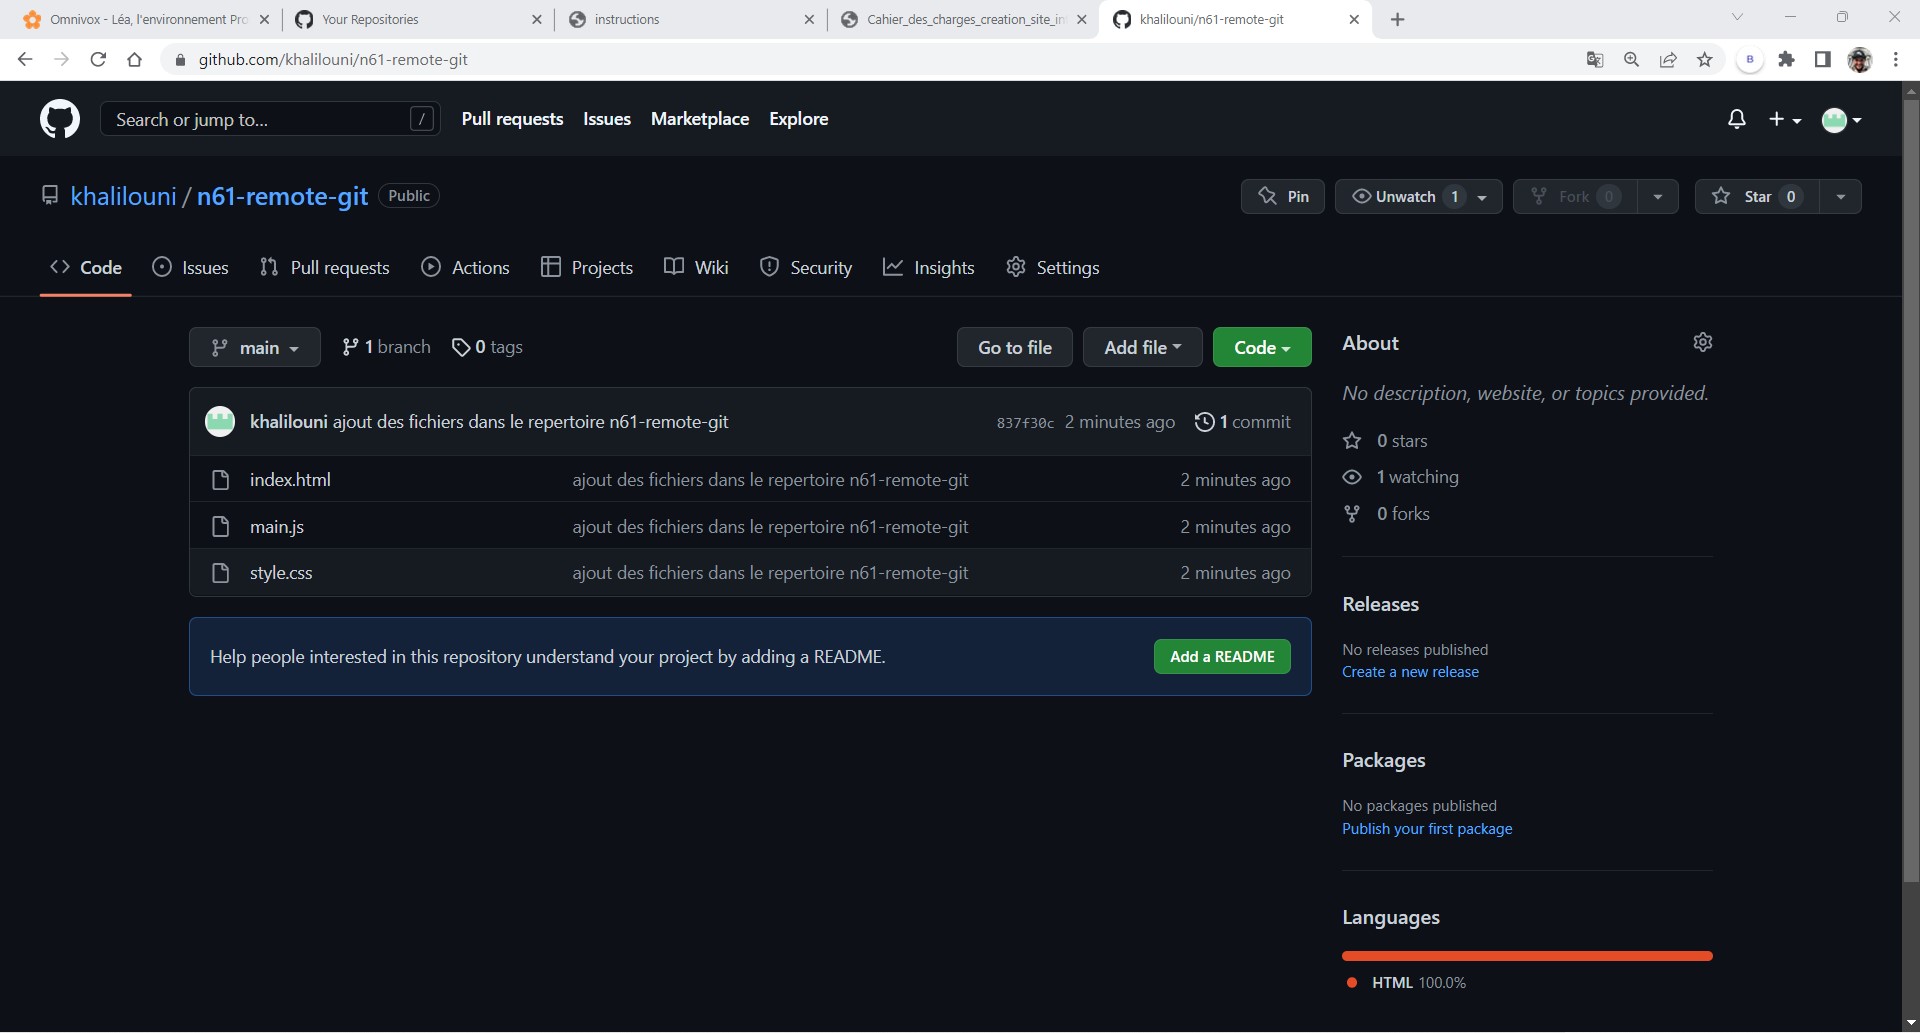 Omnivox - Léa, l'environnement Pro
Your Repositories
instructions
Cahier_des_charges_creation_site_in
khalilouni/n61-remote-git
github.com/khalilouni/n61-remote-git
B
Search or jump to... /
Pull requests Issues Marketplace Explore
khalilouni / n61-remote-git Public
Pin Unwatch 1 Fork 0 Star 0
Code Issues Pull requests Actions Projects Wiki Security Insights Settings
main 1 branch 0 tags Go to file Add file Code
khalilouni ajout des fichiers dans le repertoire n61-remote-git 837f30c 2 minutes ago 1 commit
index.html ajout des fichiers dans le repertoire n61-remote-git 2 minutes ago
main.js ajout des fichiers dans le repertoire n61-remote-git 2 minutes ago
style.css ajout des fichiers dans le repertoire n61-remote-git 2 minutes ago
Help people interested in this repository understand your project by adding a README. Add a README
About
No description, website, or topics provided.
0 stars
1 watching
0 forks
Releases
No releases published
Create a new release
Packages
No packages published
Publish your first package
Languages
HTML 100.0%